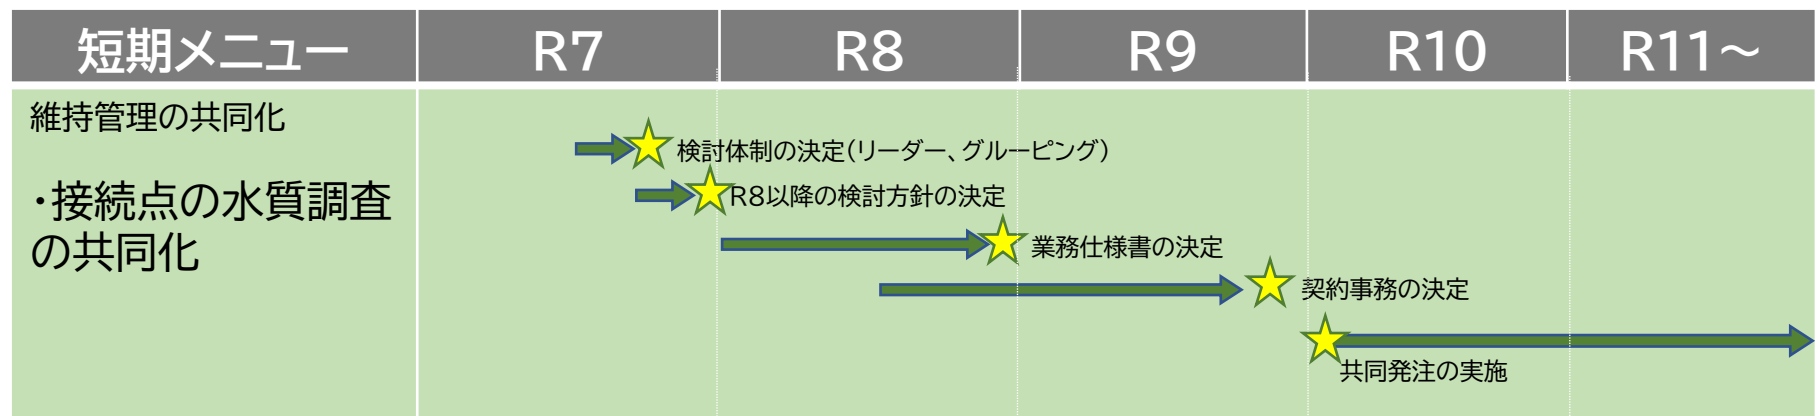 短期メニュー R7 R8 R9 R10 R11～
維持管理の共同化
・接続点の水質調査
の共同化
検討体制の決定(リーダー、グルーピング)
R8以降の検討方針の決定
業務仕様書の決定
契約事務の決定
共同発注の実施